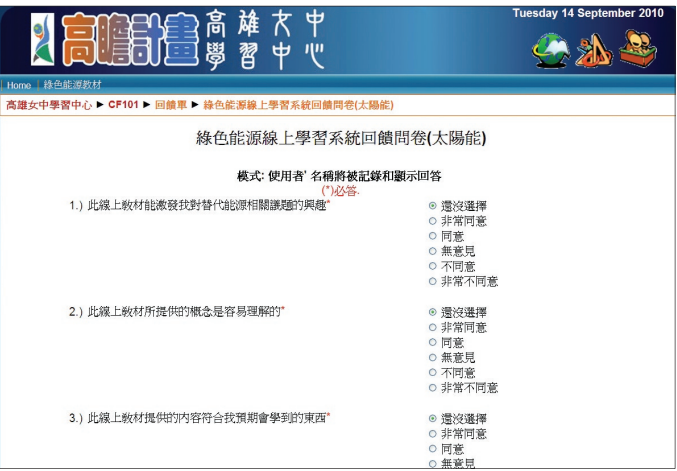 Tuesday 14 September 2010
高瞻計畫 高雄女中
學習中心
Home | 綠色能源教材
高雄女中學習中心 ► CF101 ► 回饋單 ► 綠色能源線上學習系統回饋問卷(太陽能)
綠色能源線上學習系統回饋問卷(太陽能)
模式: 使用者' 名稱將被記錄和顯示回答
(*)必答.
1.) 此線上教材能激發我對替代能源相關議題的興趣*
還沒選擇
非常同意
同意
無意見
不同意
非常不同意
2.) 此線上教材所提供的概念是容易理解的*
還沒選擇
非常同意
同意
無意見
不同意
非常不同意
3.) 此線上教材提供的內容符合我預期會學到的東西*
還沒選擇
非常同意
同意
無意見